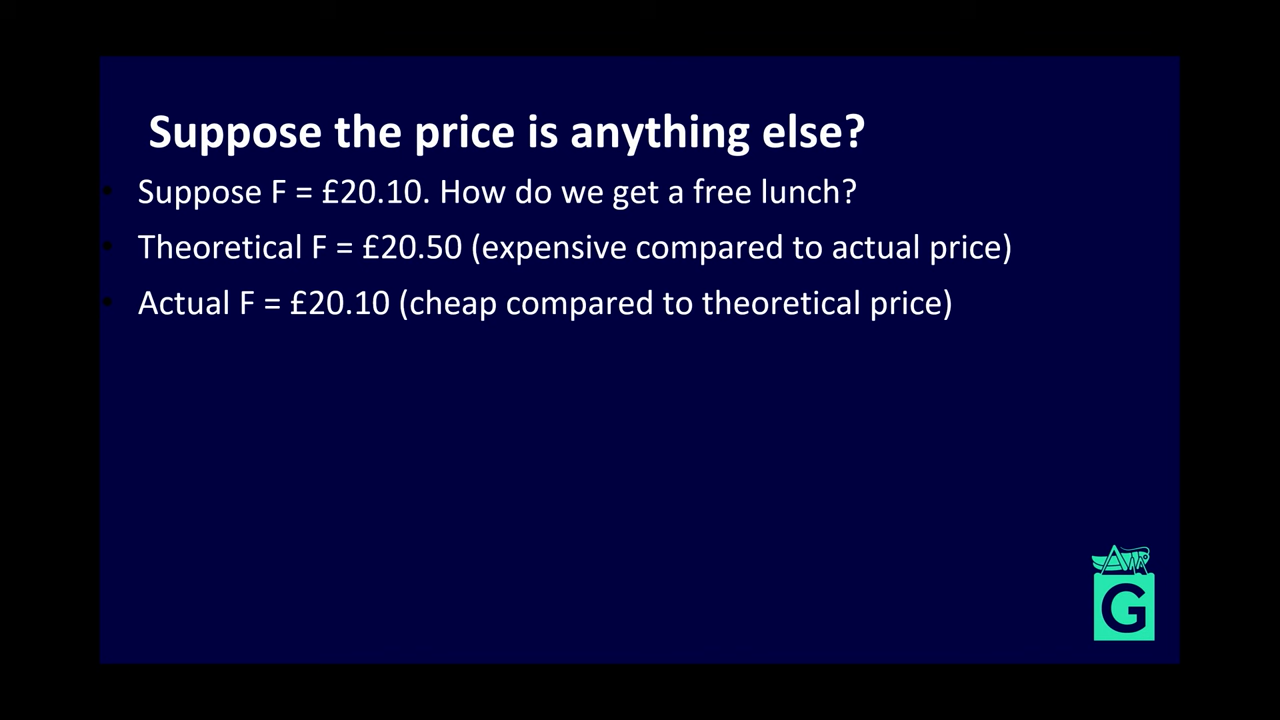 Suppose the price is anything else?
• Suppose F = £20.10. How do we get a free lunch?
• Theoretical F = £20.50 (expensive compared to actual price)
• Actual F = £20.10 (cheap compared to theoretical price)
G